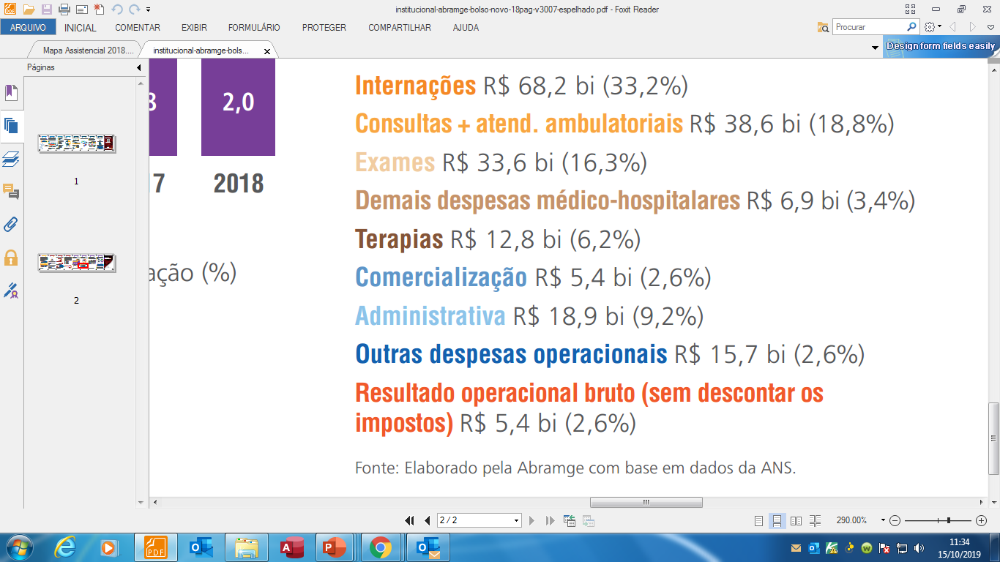 institucional-abramge-bolso-novo-18pag-v3007-espelhado.pdf - Foxit Reader
ARQUIVO INICIAL COMENTAR EXIBIR FORMULÁRIO PROTEGER COMPARTILHAR AJUDA Procurar
Mapa Assistencial 2018.... institucional-abramge-bols... Design form fields easily
Páginas
1
2
3
2,0
17 2018
ação (%)
Internações R$ 68,2 bi (33,2%)
Consultas + atend. ambulatoriais R$ 38,6 bi (18,8%)
Exames R$ 33,6 bi (16,3%)
Demais despesas médico-hospitalares R$ 6,9 bi (3,4%)
Terapias R$ 12,8 bi (6,2%)
Comercialização R$ 5,4 bi (2,6%)
Administrativa R$ 18,9 bi (9,2%)
Outras despesas operacionais R$ 15,7 bi (2,6%)
Resultado operacional bruto (sem descontar os
impostos) R$ 5,4 bi (2,6%)
Fonte: Elaborado pela Abramge com base em dados da ANS.
2 / 2 290.00%
11:34
15/10/2019